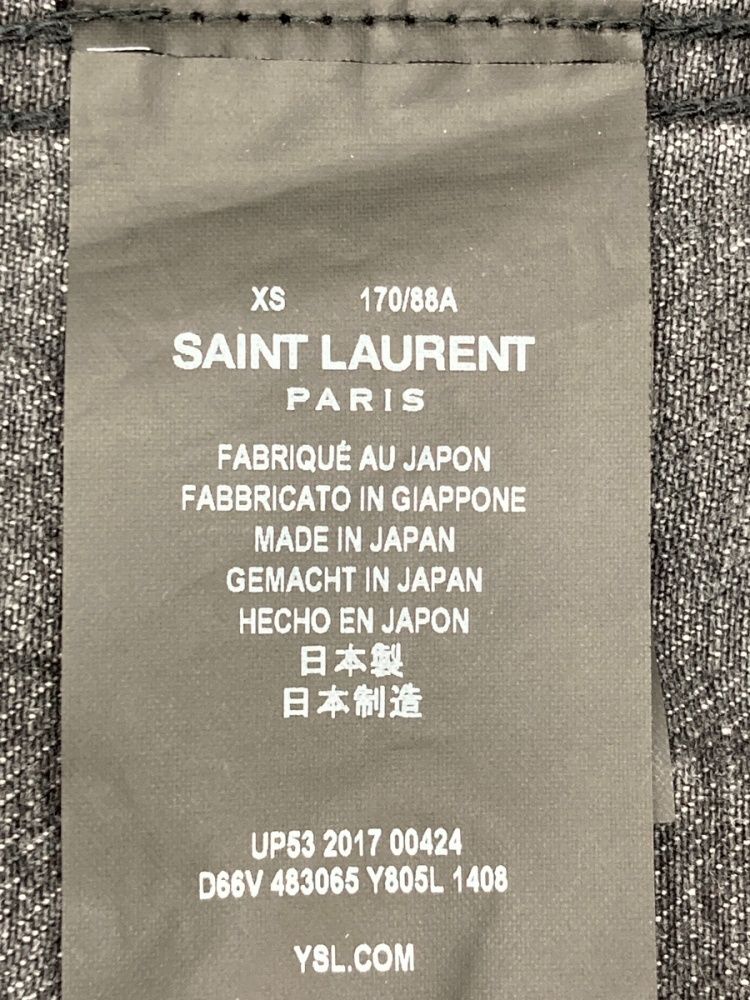 XS 170/88A
SAINT LAURENT
PARIS
FABRIQUÉ AU JAPON
FABBRICATO IN GIAPPONE
MADE IN JAPAN
GEMACHT IN JAPAN
HECHO EN JAPON
日本製
日本制造
UP53 2017 00424
D66V 483065 Y805L 1408
YSL.COM